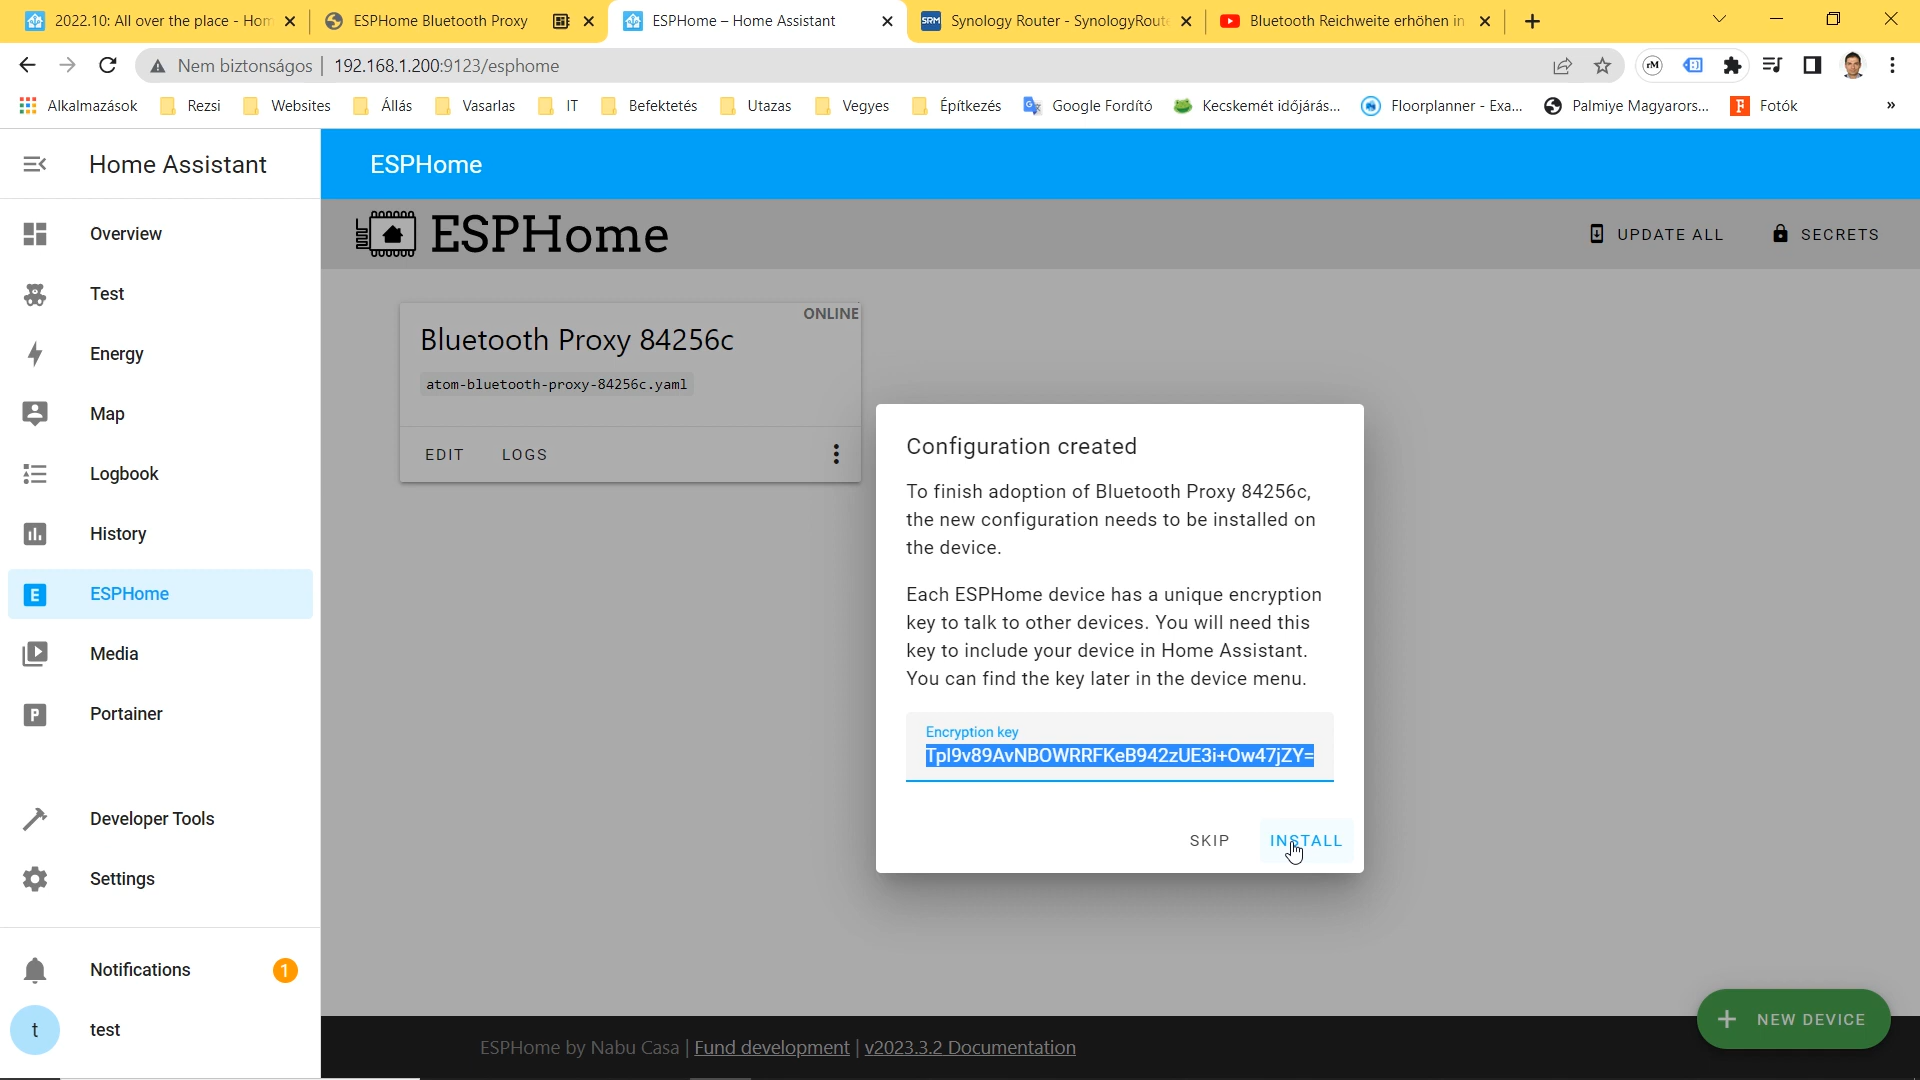 2022.10: All over the place - Hom
ESPHome Bluetooth Proxy
ESPHome – Home Assistant
SRM
Synology Router - SynologyRoute
Bluetooth Reichweite erhöhen in
Nem biztonságos
192.168.1.200:9123/esphome
rM
Alkalmazások
Rezsi
Websites
Állás
Vasarlas
IT
Befektetés
Utazas
Vegyes
Építkezés
Google Fordító
Kecskemét időjárás...
Floorplanner - Exa...
Palmiye Magyarors...
F
Fotók
»
Home Assistant
ESPHome
Overview
Test
Energy
Map
Logbook
History
E
ESPHome
Media
P
Portainer
Developer Tools
Settings
Notifications
1
t
test
ESPHome
UPDATE ALL
SECRETS
ONLINE
Bluetooth Proxy 84256c
atom-bluetooth-proxy-84256c.yaml
EDIT
LOGS
Configuration created
To finish adoption of Bluetooth Proxy 84256c,
the new configuration needs to be installed on
the device.
Each ESPHome device has a unique encryption
key to talk to other devices. You will need this
key to include your device in Home Assistant.
You can find the key later in the device menu.
Encryption key
TpI9v89AvNBOWRRFKeB942zUE3i+Ow47jZY=
SKIP
INSTALL
NEW DEVICE
ESPHome by Nabu Casa | Fund development | v2023.3.2 Documentation